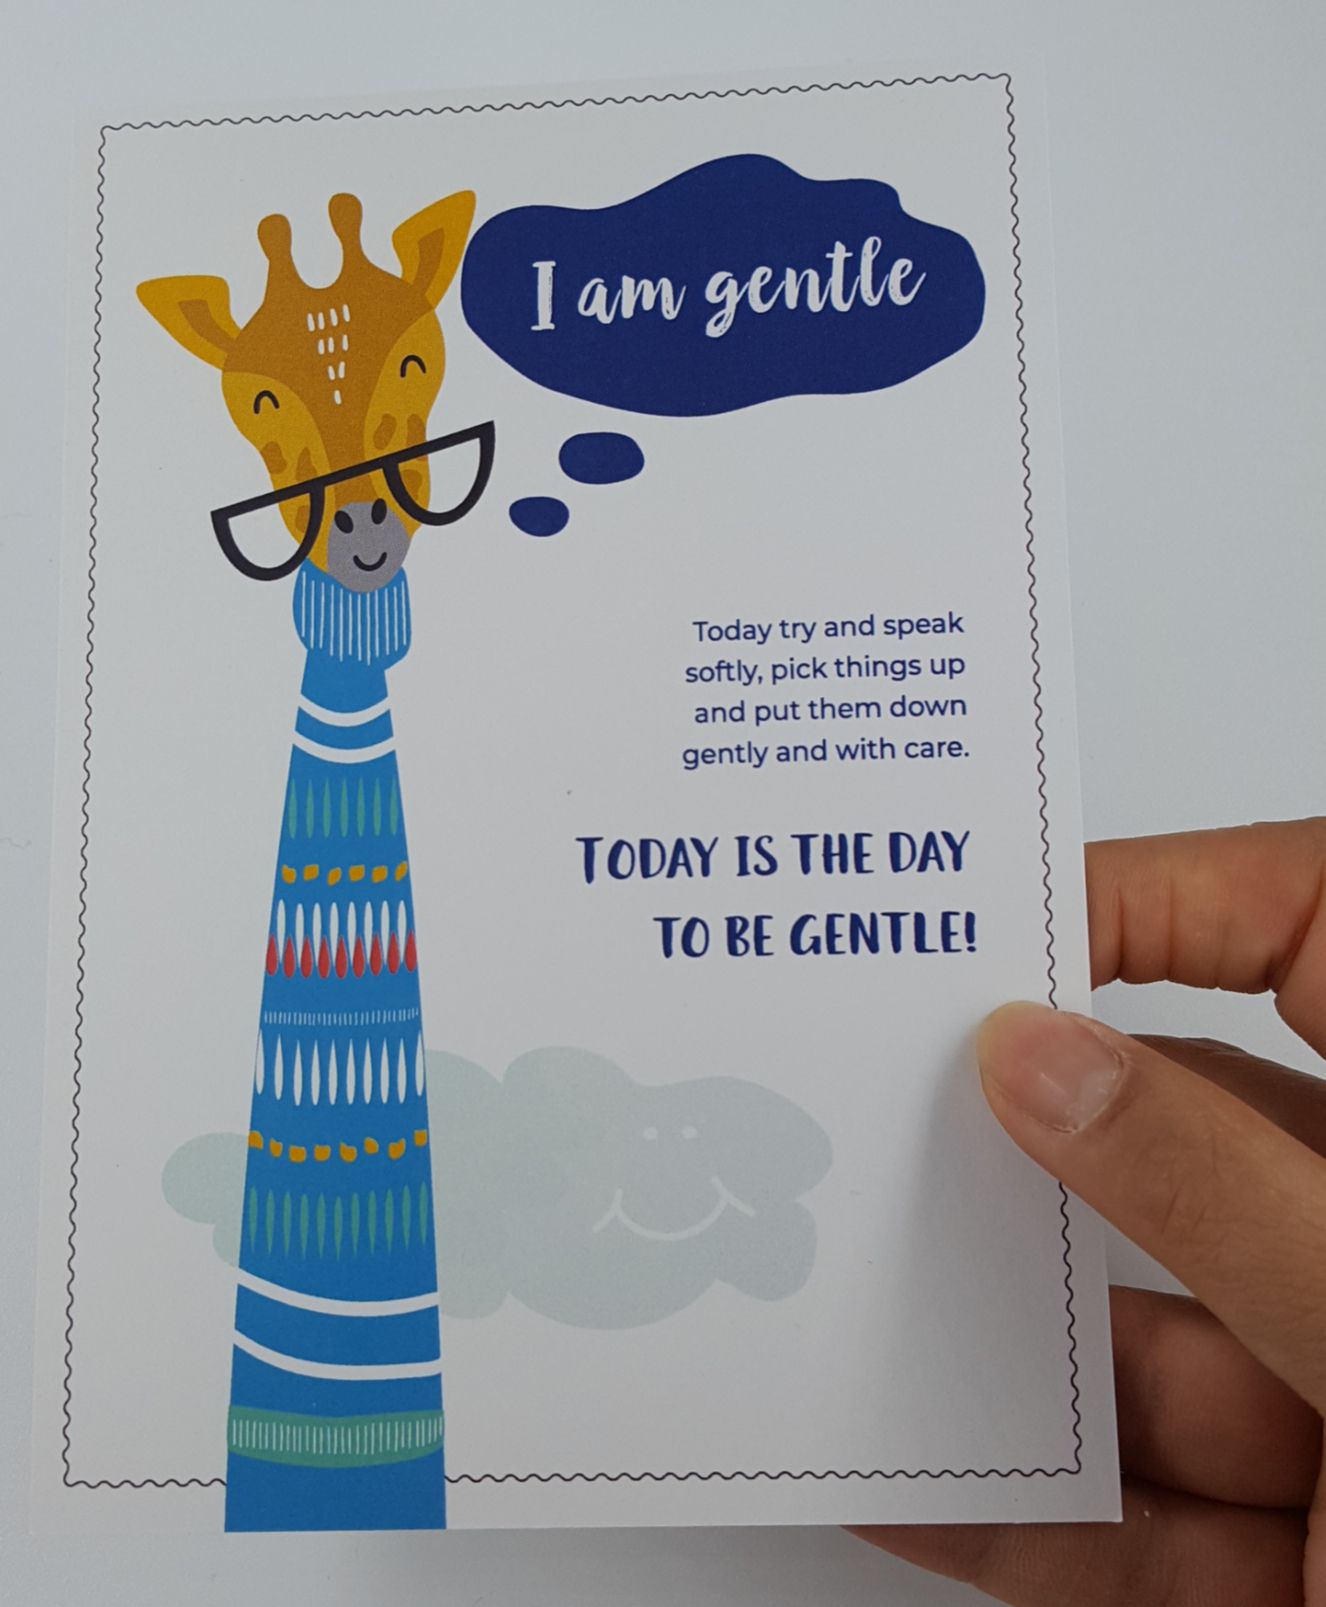 I am gentle
Today try and speak
softly, pick things up
and put them down
gently and with care.
TODAY IS THE DAY
TO BE GENTLE!